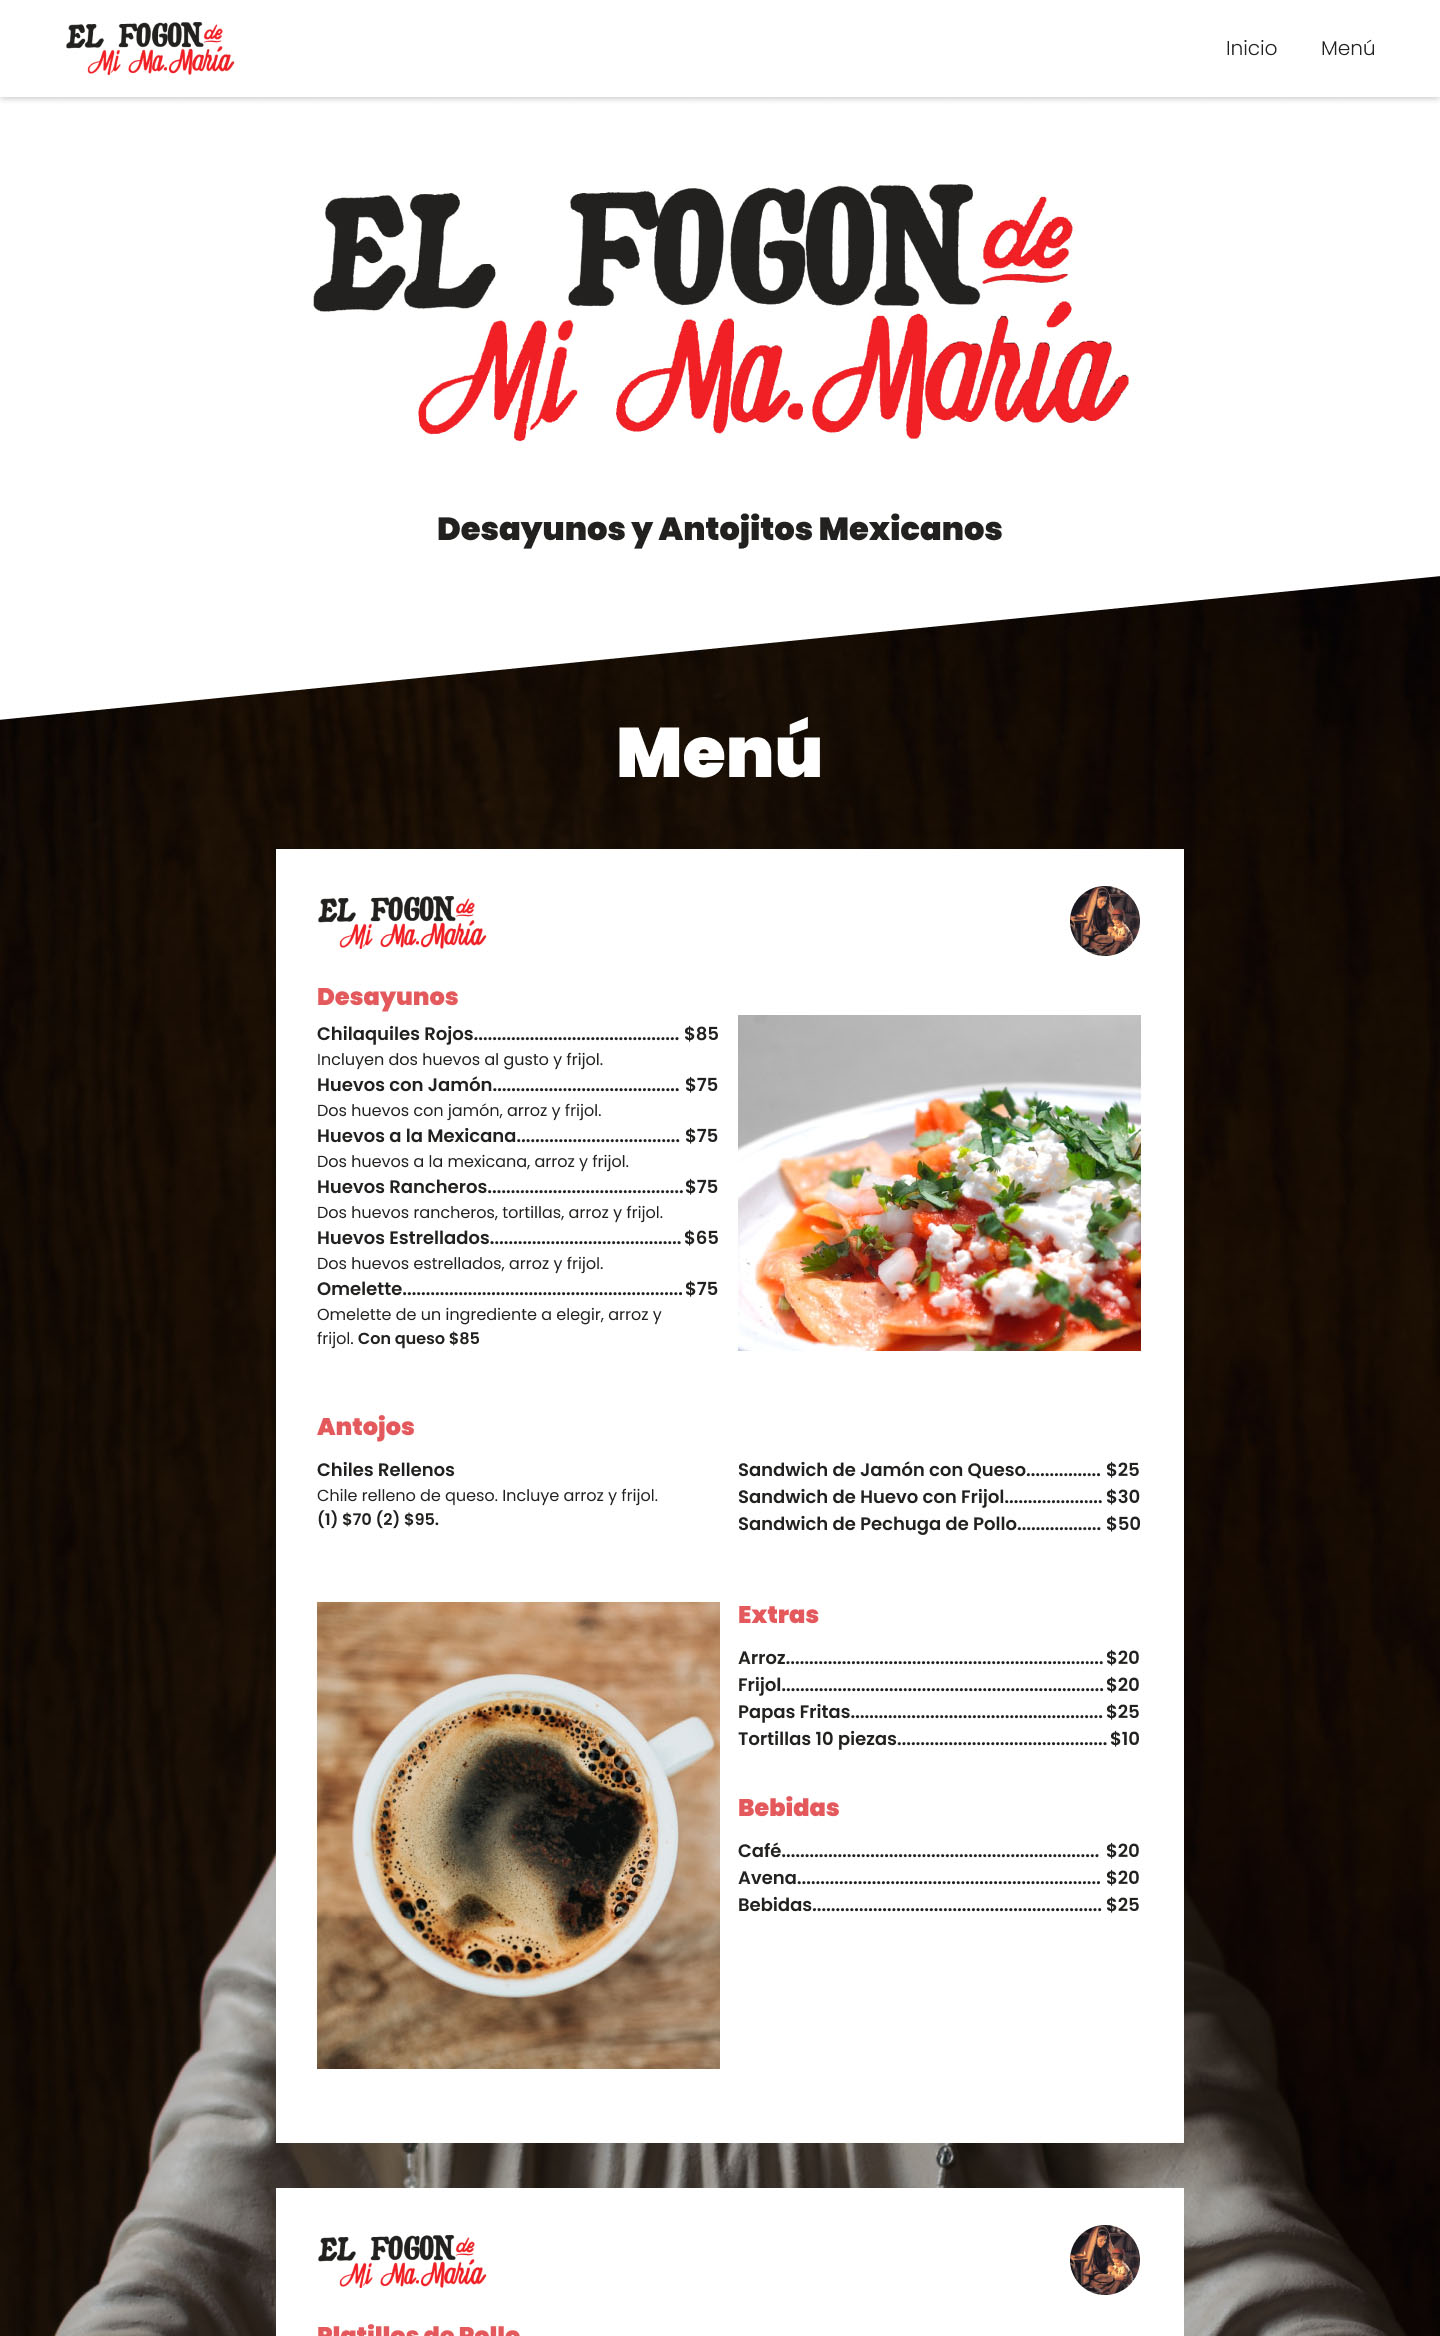 EL FOGON de
Mi Ma.María
Inicio
Menú
EL FOGON de
Mi Ma.María
Desayunos y Antojitos Mexicanos
Menú
EL FOGON de
Mi Ma.María
Desayunos
Chilaquiles Rojos............................................ $85
Incluyen dos huevos al gusto y frijol.
Huevos con Jamón........................................ $75
Dos huevos con jamón, arroz y frijol.
Huevos a la Mexicana................................... $75
Dos huevos a la mexicana, arroz y frijol.
Huevos Rancheros..........................................$75
Dos huevos rancheros, tortillas, arroz y frijol.
Huevos Estrellados.........................................$65
Dos huevos estrellados, arroz y frijol.
Omelette............................................................$75
Omelette de un ingrediente a elegir, arroz y
frijol. Con queso $85
Antojos
Chiles Rellenos
Chile relleno de queso. Incluye arroz y frijol.
(1) $70 (2) $95.
Sandwich de Jamón con Queso................ $25
Sandwich de Huevo con Frijol..................... $30
Sandwich de Pechuga de Pollo.................. $50
Extras
Arroz....................................................................$20
Frijol.....................................................................$20
Papas Fritas......................................................$25
Tortillas 10 piezas.............................................$10
Bebidas
Café.................................................................... $20
Avena................................................................. $20
Bebidas.............................................................. $25
EL FOGON de
Mi Ma.María
Platillos de Pollo